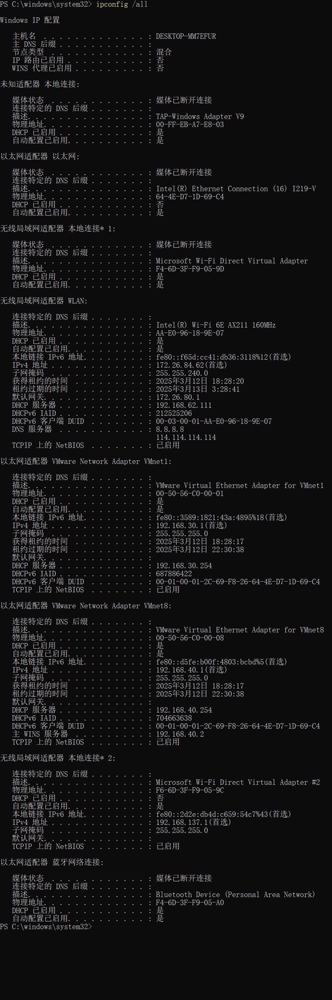 PS C:\windows\system32> ipconfig /all
Windows IP 配置
主机名  . . . . . . . . . . . . . : DESKTOP-MM7EFUR
主 DNS 后缀 . . . . . . . . . . . :
节点类型  . . . . . . . . . . . . : 混合
IP 路由已启用 . . . . . . . . . . : 否
WINS 代理已启用 . . . . . . . . . : 否
未知适配器 本地连接:
媒体状态  . . . . . . . . . . . . : 媒体已断开连接
连接特定的 DNS 后缀 . . . . . . . :
描述. . . . . . . . . . . . . . . : TAP-Windows Adapter V9
物理地址. . . . . . . . . . . . . : 00-FF-EB-A7-E8-03
DHCP 已启用 . . . . . . . . . . . : 是
自动配置已启用. . . . . . . . . . : 是
以太网适配器 以太网:
媒体状态  . . . . . . . . . . . . : 媒体已断开连接
连接特定的 DNS 后缀 . . . . . . . :
描述. . . . . . . . . . . . . . . : Intel(R) Ethernet Connection (16) I219-V
物理地址. . . . . . . . . . . . . : 64-4E-D7-1D-69-C4
DHCP 已启用 . . . . . . . . . . . : 否
自动配置已启用. . . . . . . . . . : 是
无线局域网适配器 本地连接* 1:
媒体状态  . . . . . . . . . . . . : 媒体已断开连接
连接特定的 DNS 后缀 . . . . . . . :
描述. . . . . . . . . . . . . . . : Microsoft Wi-Fi Direct Virtual Adapter
物理地址. . . . . . . . . . . . . : F4-6D-3F-F9-05-9D
DHCP 已启用 . . . . . . . . . . . : 是
自动配置已启用. . . . . . . . . . : 是
无线局域网适配器 WLAN:
连接特定的 DNS 后缀 . . . . . . . :
描述. . . . . . . . . . . . . . . : Intel(R) Wi-Fi 6E AX211 160MHz
物理地址. . . . . . . . . . . . . : AA-E0-96-18-9E-07
DHCP 已启用 . . . . . . . . . . . : 是
自动配置已启用. . . . . . . . . . : 是
本地链接 IPv6 地址. . . . . . . . : fe80::f65d:cc41:db36:3118%12(首选)
IPv4 地址 . . . . . . . . . . . . : 172.26.84.62(首选)
子网掩码  . . . . . . . . . . . . : 255.255.240.0
获得租约的时间  . . . . . . . . . : 2025年3月12日 18:28:20
租约过期的时间  . . . . . . . . . : 2025年3月13日 3:28:41
默认网关. . . . . . . . . . . . . : 172.26.80.1
DHCP 服务器 . . . . . . . . . . . : 192.168.62.111
DHCPv6 IAID . . . . . . . . . . . : 212525206
DHCPv6 客户端 DUID  . . . . . . . : 00-03-00-01-AA-E0-96-18-9E-07
DNS 服务器  . . . . . . . . . . . : 8.8.8.8
114.114.114.114
TCPIP 上的 NetBIOS  . . . . . . . : 已启用
以太网适配器 VMware Network Adapter VMnet1:
连接特定的 DNS 后缀 . . . . . . . :
描述. . . . . . . . . . . . . . . : VMware Virtual Ethernet Adapter for VMnet1
物理地址. . . . . . . . . . . . . : 00-50-56-C0-00-01
DHCP 已启用 . . . . . . . . . . . : 是
自动配置已启用. . . . . . . . . . : 是
本地链接 IPv6 地址. . . . . . . . : fe80::3589:1821:43a:4895%18(首选)
IPv4 地址 . . . . . . . . . . . . : 192.168.30.1(首选)
子网掩码  . . . . . . . . . . . . : 255.255.255.0
获得租约的时间  . . . . . . . . . : 2025年3月12日 18:28:17
租约过期的时间  . . . . . . . . . : 2025年3月12日 22:30:38
默认网关. . . . . . . . . . . . . :
DHCP 服务器 . . . . . . . . . . . : 192.168.30.254
DHCPv6 IAID . . . . . . . . . . . : 687886422
DHCPv6 客户端 DUID  . . . . . . . : 00-01-00-01-2C-69-F8-26-64-4E-D7-1D-69-C4
TCPIP 上的 NetBIOS  . . . . . . . : 已启用
以太网适配器 VMware Network Adapter VMnet8:
连接特定的 DNS 后缀 . . . . . . . :
描述. . . . . . . . . . . . . . . : VMware Virtual Ethernet Adapter for VMnet8
物理地址. . . . . . . . . . . . . : 00-50-56-C0-00-08
DHCP 已启用 . . . . . . . . . . . : 是
自动配置已启用. . . . . . . . . . : 是
本地链接 IPv6 地址. . . . . . . . : fe80::d5fe:b00f:4803:bcbd%5(首选)
IPv4 地址 . . . . . . . . . . . . : 192.168.40.1(首选)
子网掩码  . . . . . . . . . . . . : 255.255.255.0
获得租约的时间  . . . . . . . . . : 2025年3月12日 18:28:17
租约过期的时间  . . . . . . . . . : 2025年3月12日 22:30:38
默认网关. . . . . . . . . . . . . :
DHCP 服务器 . . . . . . . . . . . : 192.168.40.254
DHCPv6 IAID . . . . . . . . . . . : 704663638
DHCPv6 客户端 DUID  . . . . . . . : 00-01-00-01-2C-69-F8-26-64-4E-D7-1D-69-C4
主 WINS 服务器  . . . . . . . . . : 192.168.40.2
TCPIP 上的 NetBIOS  . . . . . . . : 已启用
无线局域网适配器 本地连接* 2:
连接特定的 DNS 后缀 . . . . . . . :
描述. . . . . . . . . . . . . . . : Microsoft Wi-Fi Direct Virtual Adapter #2
物理地址. . . . . . . . . . . . . : F6-6D-3F-F9-05-9C
DHCP 已启用 . . . . . . . . . . . : 否
自动配置已启用. . . . . . . . . . : 是
本地链接 IPv6 地址. . . . . . . . : fe80::2d2e:db4d:c659:54c7%43(首选)
IPv4 地址 . . . . . . . . . . . . : 192.168.137.1(首选)
子网掩码  . . . . . . . . . . . . : 255.255.255.0
默认网关. . . . . . . . . . . . . :
TCPIP 上的 NetBIOS  . . . . . . . : 已启用
以太网适配器 蓝牙网络连接:
媒体状态  . . . . . . . . . . . . : 媒体已断开连接
连接特定的 DNS 后缀 . . . . . . . :
描述. . . . . . . . . . . . . . . : Bluetooth Device (Personal Area Network)
物理地址. . . . . . . . . . . . . : F4-6D-3F-F9-05-A0
DHCP 已启用 . . . . . . . . . . . : 是
自动配置已启用. . . . . . . . . . : 是
PS C:\windows\system32>